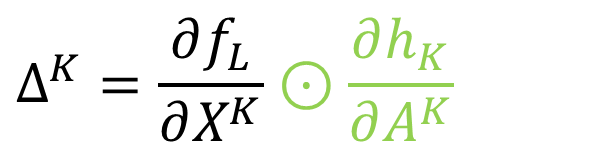 Δ^K = ∂f_L/∂X^K ⊙ ∂h_K/∂A^K